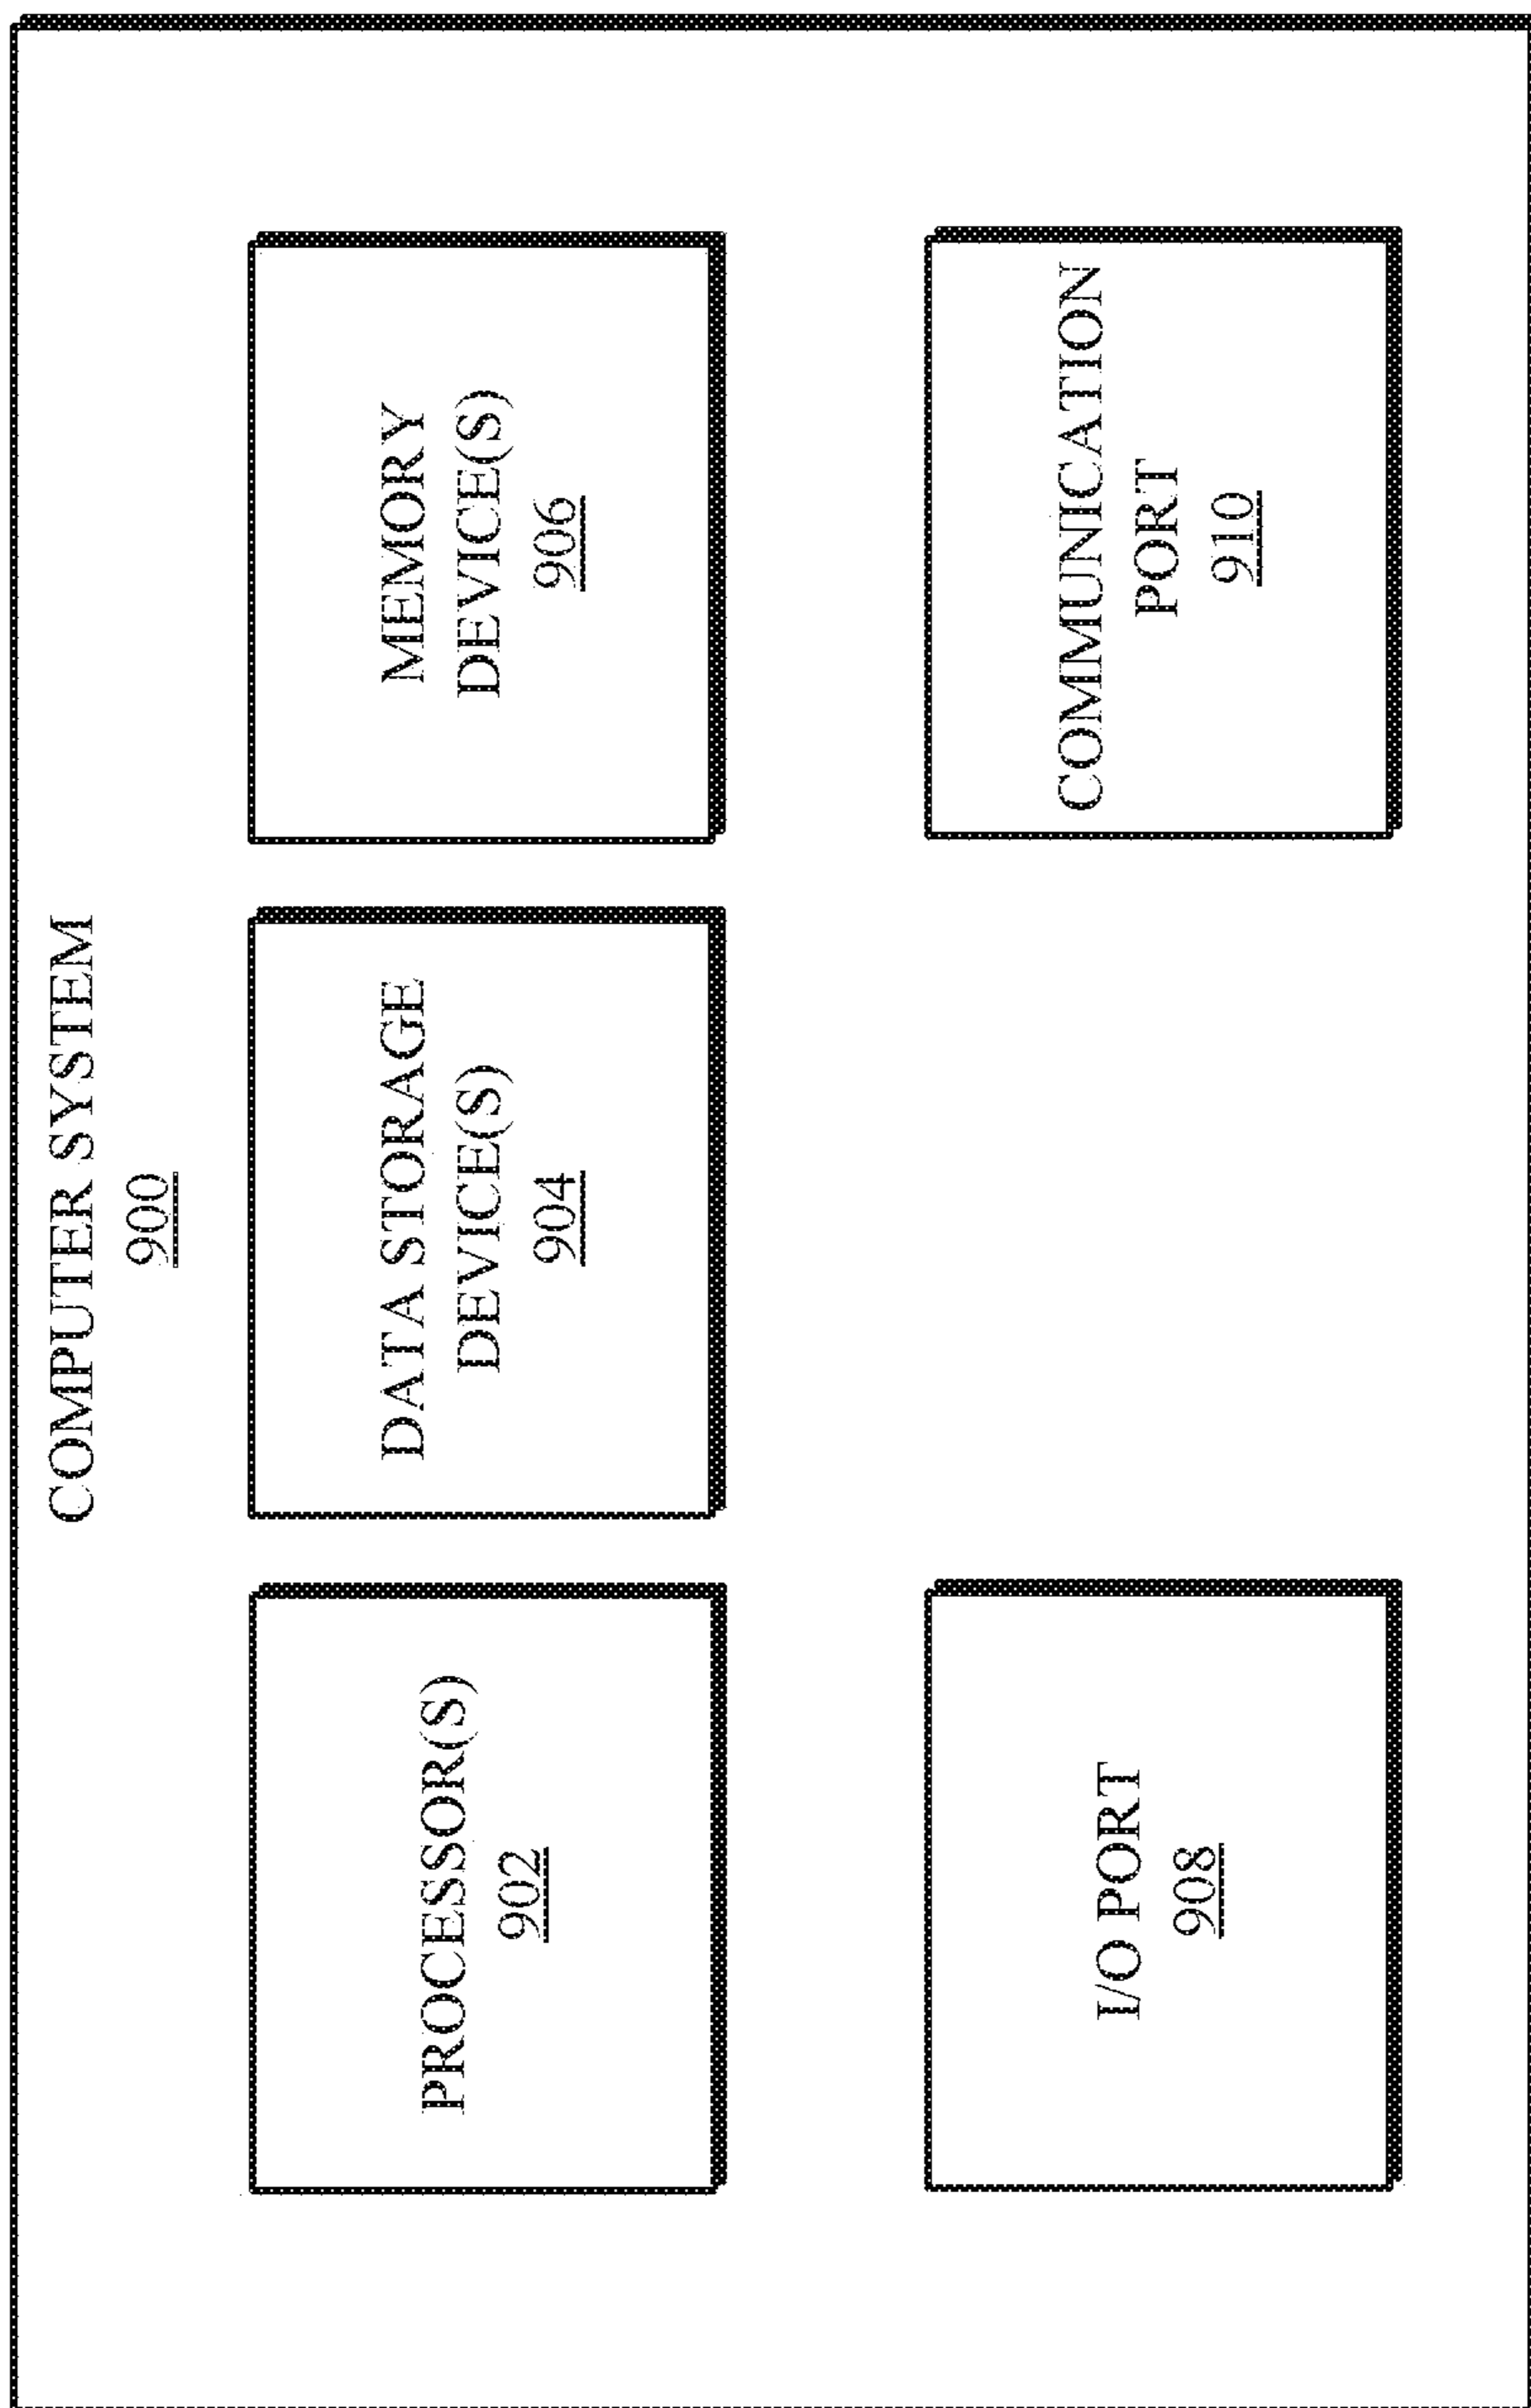 COMPUTER SYSTEM
900
PROCESSOR(S)
902
DATA STORAGE
DEVICE(S)
904
MEMORY
DEVICE(S)
906
I/O PORT
908
COMMUNICATION
PORT
910